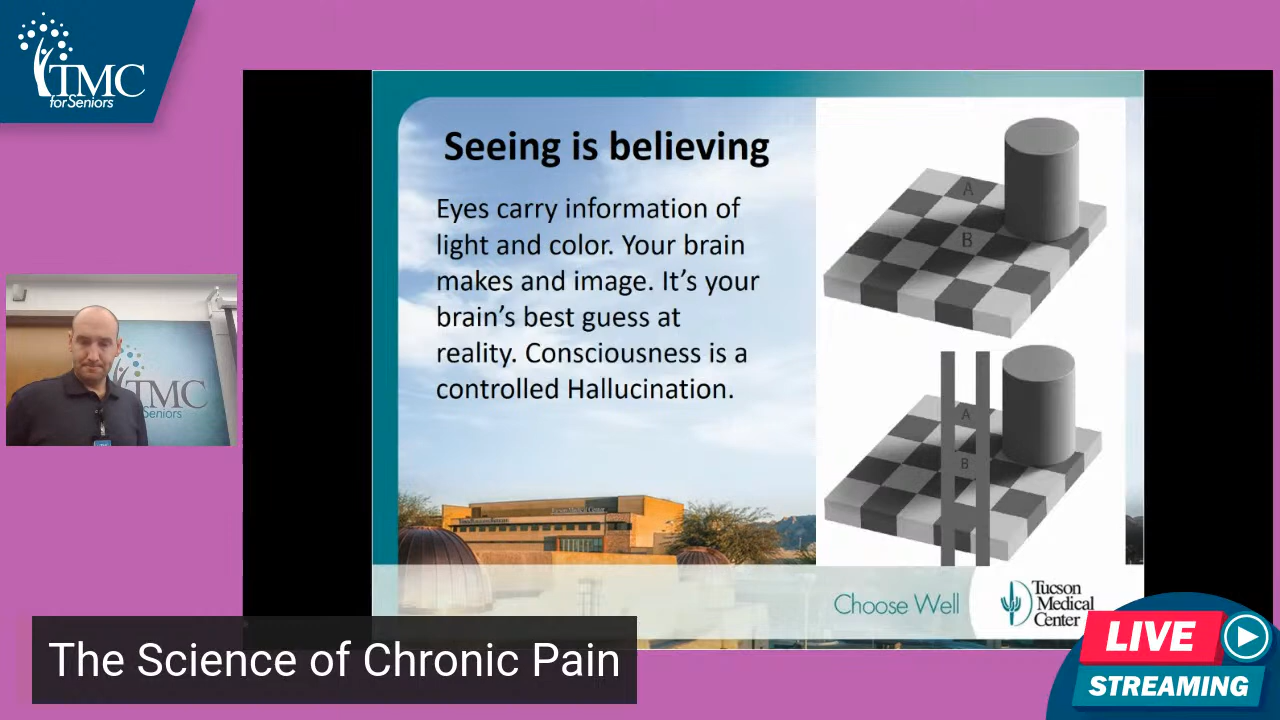 TMC
for Seniors
Seeing is believing
Eyes carry information of
light and color. Your brain
makes and image. It’s your
brain’s best guess at
reality. Consciousness is a
controlled Hallucination.
A
B
A
B
TMC
Seniors
Choose Well
Tucson
Medical
Center
The Science of Chronic Pain
LIVE
STREAMING